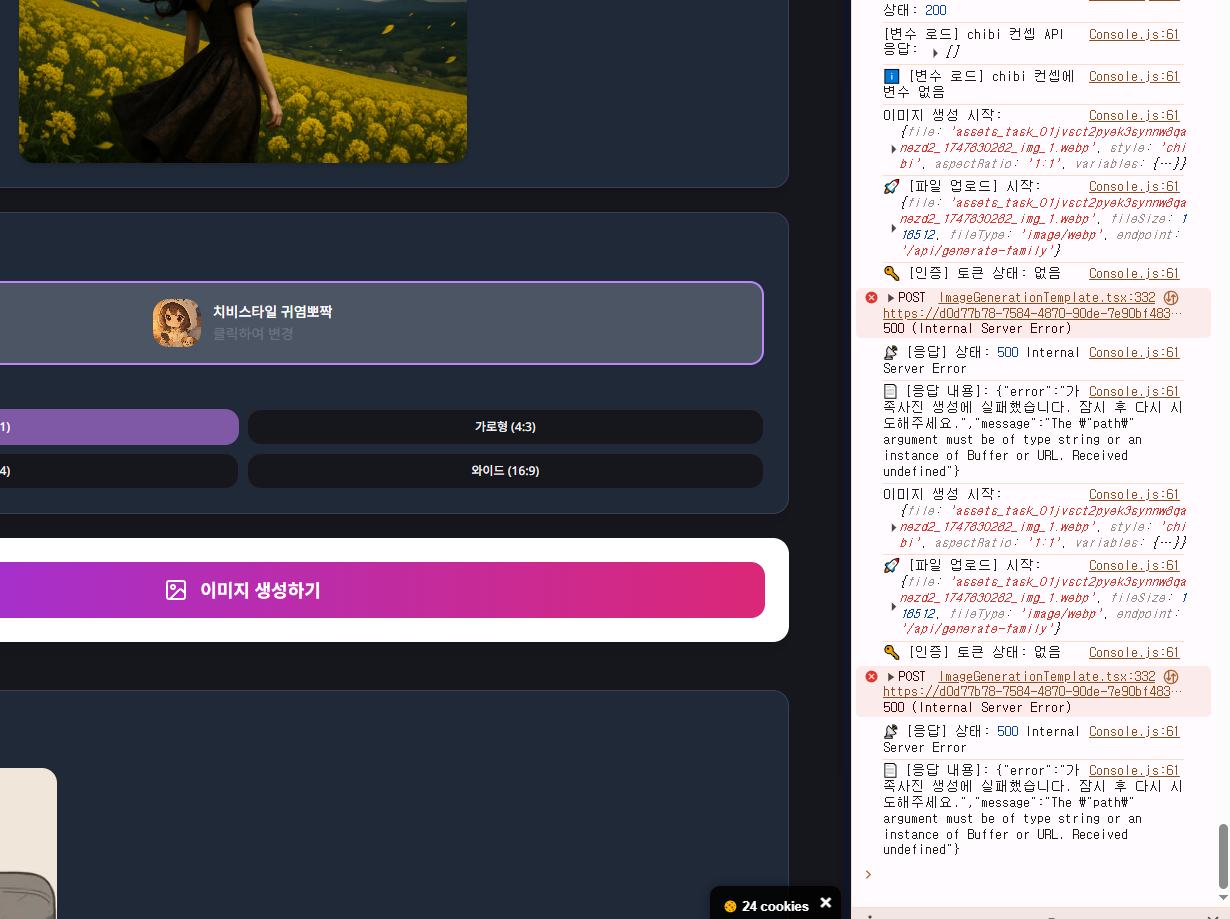 치비스타일 귀염뽀짝
클릭하여 변경
1)
가로형 (4:3)
4)
와이드 (16:9)
이미지 생성하기
24 cookies ×
상태: 200
[변수 로드] chibi 컨셉 API Console.js:61
응답: ▶ []
[변수 로드] chibi 컨셉에 Console.js:61
변수 없음
이미지 생성 시작: Console.js:61
{file: 'assets_task_01jvsct2pyek3synnw8qa
nezd2_1747830282_img_1.webp', style: 'chi
bi', aspectRatio: '1:1', variables: {…}}
🚀 [파일 업로드] 시작: Console.js:61
{file: 'assets_task_01jvsct2pyek3synnw8qa
nezd2_1747830282_img_1.webp', fileSize: 1
18512, fileType: 'image/webp', endpoint:
'/api/generate-family'}
🔑 [인증] 토큰 상태: 없음 Console.js:61
▶ POST ImageGenerationTemplate.tsx:332
https://d0d77b78-7584-4870-90de-7e90bf483…
500 (Internal Server Error)
📡 [응답] 상태: 500 Internal Console.js:61
Server Error
📄 [응답 내용]: {"error":"가 Console.js:61
족사진 생성에 실패했습니다. 잠시 후 다시 시
도해주세요.","message":"The ₩"path₩"
argument must be of type string or an
instance of Buffer or URL. Received
undefined"}
이미지 생성 시작: Console.js:61
{file: 'assets_task_01jvsct2pyek3synnw8qa
nezd2_1747830282_img_1.webp', style: 'chi
bi', aspectRatio: '1:1', variables: {…}}
🚀 [파일 업로드] 시작: Console.js:61
{file: 'assets_task_01jvsct2pyek3synnw8qa
nezd2_1747830282_img_1.webp', fileSize: 1
18512, fileType: 'image/webp', endpoint:
'/api/generate-family'}
🔑 [인증] 토큰 상태: 없음 Console.js:61
▶ POST ImageGenerationTemplate.tsx:332
https://d0d77b78-7584-4870-90de-7e90bf483…
500 (Internal Server Error)
📡 [응답] 상태: 500 Internal Console.js:61
Server Error
📄 [응답 내용]: {"error":"가 Console.js:61
족사진 생성에 실패했습니다. 잠시 후 다시 시
도해주세요.","message":"The ₩"path₩"
argument must be of type string or an
instance of Buffer or URL. Received
undefined"}